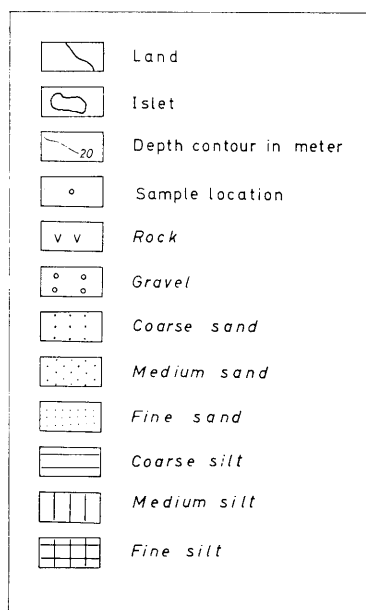 Land
Islet
20 Depth contour in meter
Sample location
v v Rock
Gravel
Coarse sand
Medium sand
Fine sand
Coarse silt
Medium silt
Fine silt